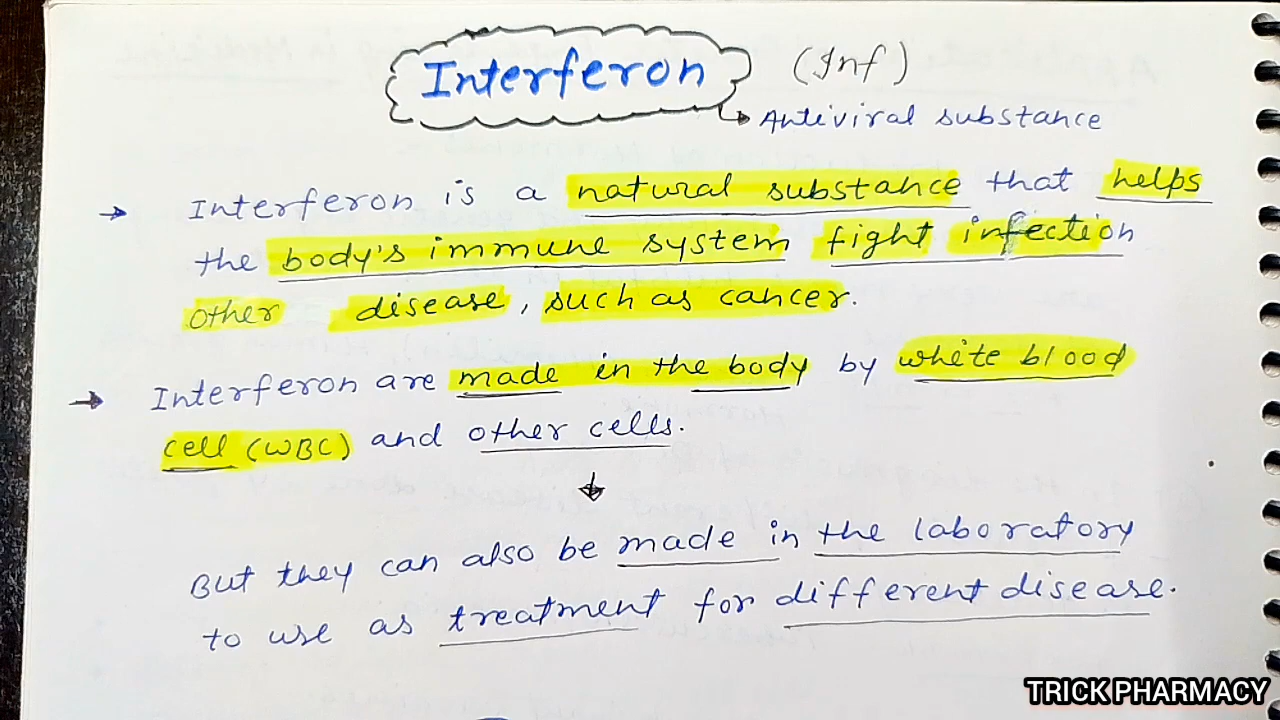 Interferon (Inf)
Antiviral substance
Interferon is a natural substance that helps
the body's immune system fight infection
other disease, such as cancer.
Interferon are made in the body by white blood
cell (WBC) and other cells.
But they can also be made in the laboratory
to use as treatment for different disease.
TRICK PHARMACY